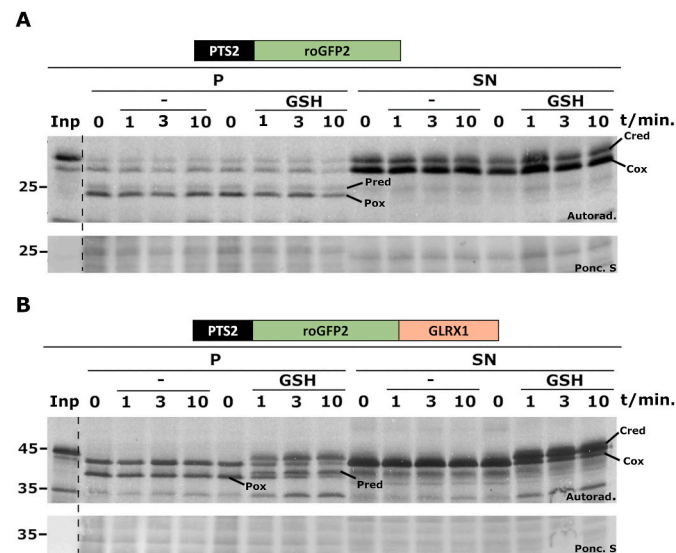 A
PTS2 roGFP2
P SN
- GSH - GSH
Inp 0 1 3 10 0 1 3 10 0 1 3 10 0 1 3 10 t/min.
Cred
Cox
25
Pred
Pox
Autorad.
25
Ponc. S
B
PTS2 roGFP2 GLRX1
P SN
- GSH - GSH
Inp 0 1 3 10 0 1 3 10 0 1 3 10 0 1 3 10 t/min.
Cred
45
Cox
Pox Pred
35
Autorad.
35
Ponc. S